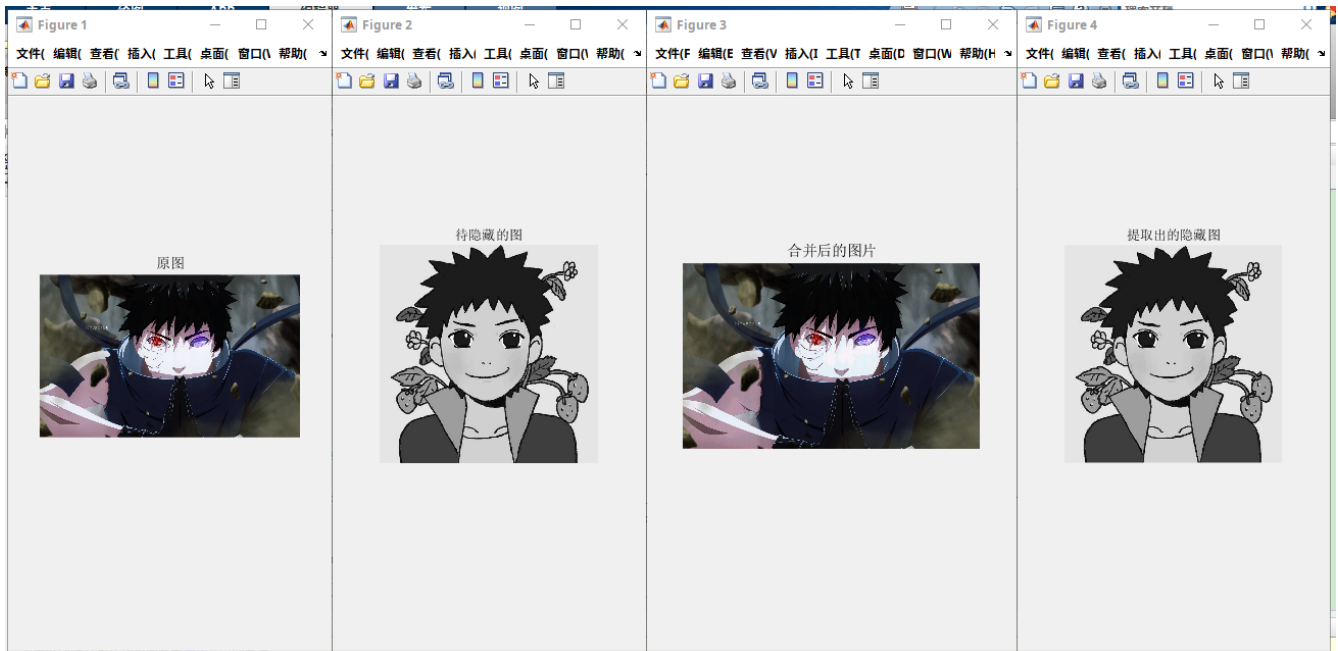 Figure 1
文件( 编辑( 查看( 插入( 工具( 桌面( 窗口(\ 帮助(
原图
Figure 2
文件( 编辑( 查看( 插入( 工具( 桌面( 窗口(\ 帮助(
待隐藏的图
Figure 3
文件(F 编辑(E 查看(V 插入(I 工具(T 桌面(D 窗口(W 帮助(H
合并后的图片
Figure 4
文件( 编辑( 查看( 插入( 工具( 桌面( 窗口(\ 帮助(
提取出的隐藏图